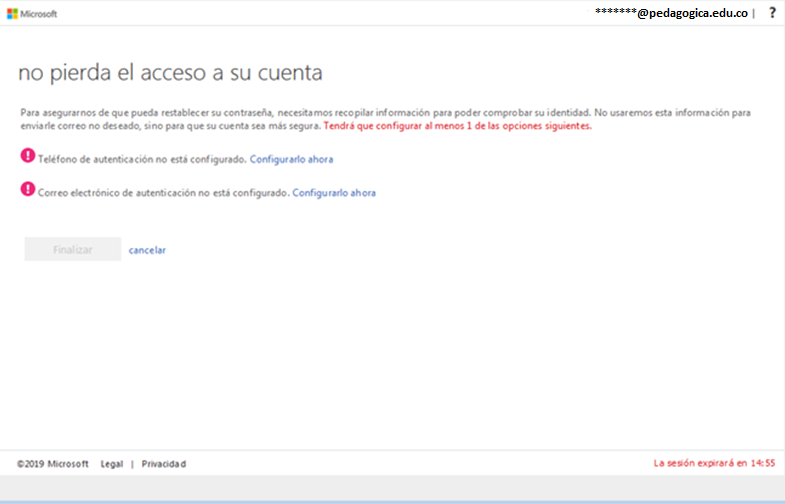 Microsoft
*******@pedagogica.edu.co | ?
no pierda el acceso a su cuenta
Para asegurarnos de que pueda restablecer su contraseña, necesitamos recopilar información para poder comprobar su identidad. No usaremos esta información para
enviarle correo no deseado, sino para que su cuenta sea más segura. Tendrá que configurar al menos 1 de las opciones siguientes.
! Teléfono de autenticación no está configurado. Configurarlo ahora
! Correo electrónico de autenticación no está configurado. Configurarlo ahora
Finalizar cancelar
©2019 Microsoft Legal | Privacidad
La sesión expirará en 14:55